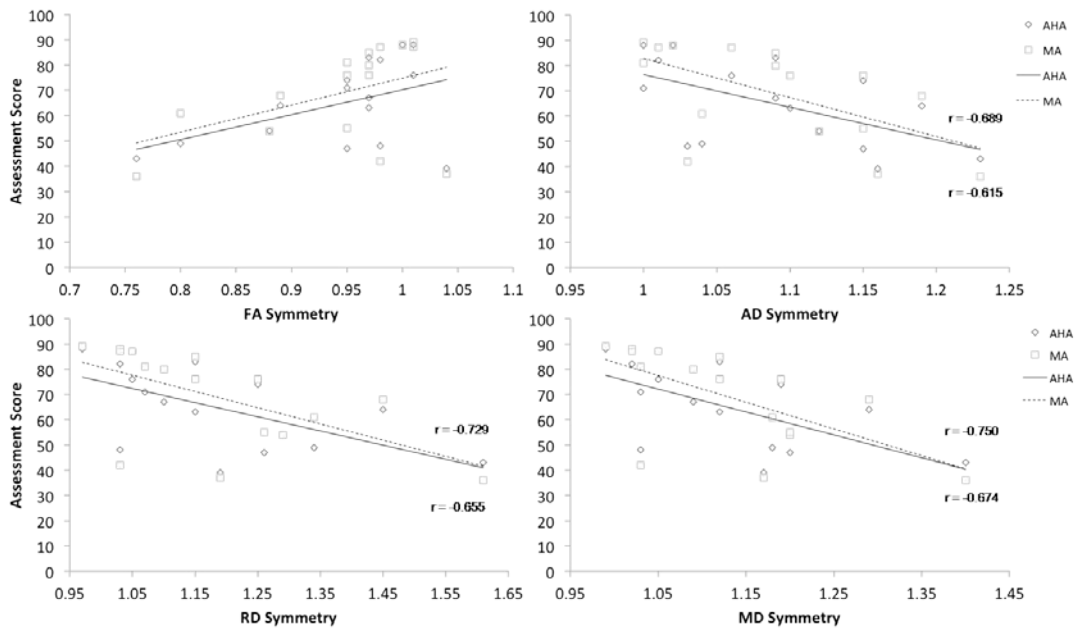 100
90
80
70
60
50
40
30
20
10
0
Assessment Score
0.7 0.75 0.8 0.85 0.9 0.95 1 1.05 1.1
FA Symmetry
100
90
80
70
60
50
40
30
20
10
0
r = -0.689
r = -0.615
0.95 1 1.05 1.1 1.15 1.2 1.25
AD Symmetry
AHA
MA
AHA
MA
100
90
80
70
60
50
40
30
20
10
0
Assessment Score
r = -0.729
r = -0.655
0.95 1.05 1.15 1.25 1.35 1.45 1.55 1.65
RD Symmetry
100
90
80
70
60
50
40
30
20
10
0
r = -0.750
r = -0.674
0.95 1.05 1.15 1.25 1.35 1.45
MD Symmetry
AHA
MA
AHA
MA